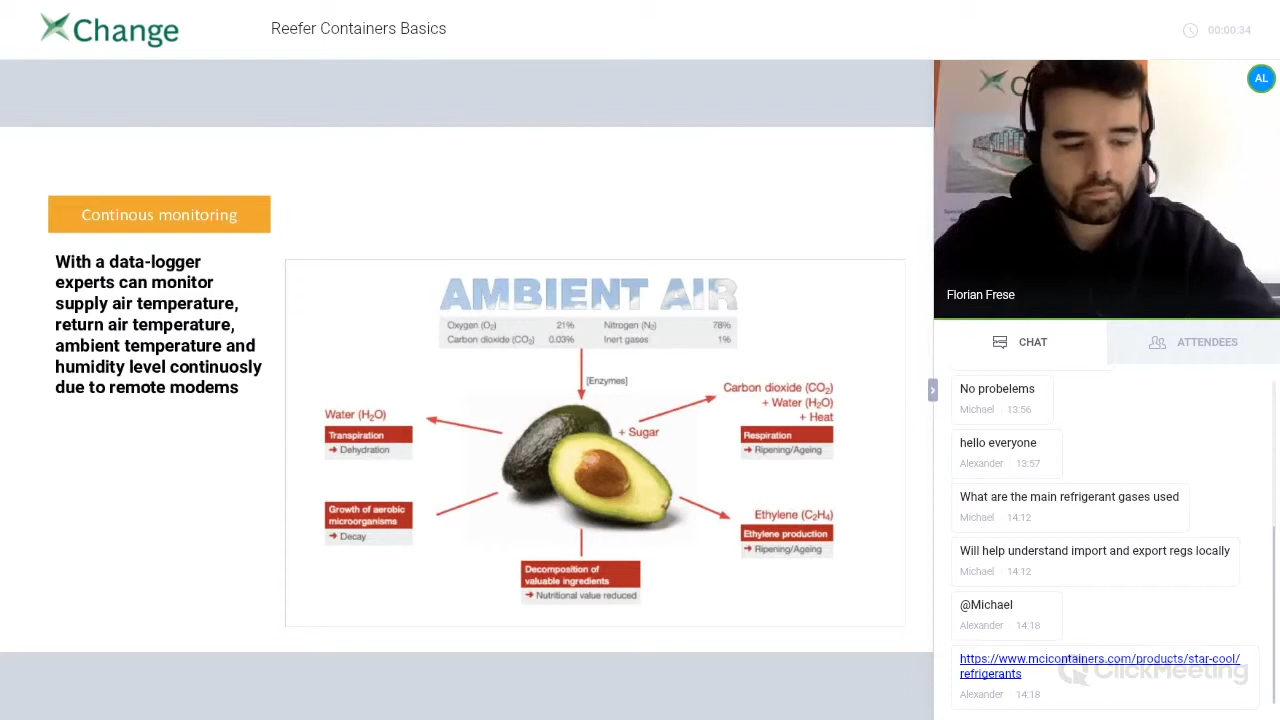 Change
Reefer Containers Basics
00:00:34
Continous monitoring
With a data-logger
experts can monitor
supply air temperature,
return air temperature,
ambient temperature and
humidity level continuosly
due to remote modems
AMBIENT AIR
Oxygen (O₂) 21% Nitrogen (N₂) 78%
Carbon dioxide (CO₂) 0.03% Inert gases 1%
[Enzymes]
Water (H₂O)
Transpiration
➔ Dehydration
+ Sugar
Carbon dioxide (CO₂)
+ Water (H₂O)
+ Heat
Respiration
➔ Ripening/Ageing
Growth of aerobic
microorganisms
➔ Decay
Ethylene (C₂H₄)
Ethylene production
➔ Ripening/Ageing
Decomposition of
valuable ingredients
➔ Nutritional value reduced
AL
Florian Frese
CHAT ATTENDEES
No probelems
Michael · 13:56
hello everyone
Alexander · 13:57
What are the main refrigerant gases used
Michael · 14:12
Will help understand import and export regs locally
Michael · 14:12
@Michael
Alexander · 14:18
https://www.mcicontainers.com/products/star-cool/
refrigerants
Alexander · 14:18
ClickMeeting